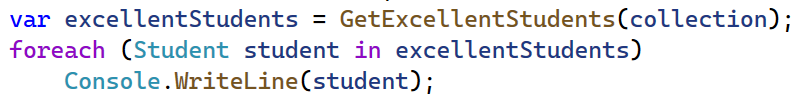 var excellentStudents = GetExcellentStudents(collection);
foreach (Student student in excellentStudents)
    Console.WriteLine(student);